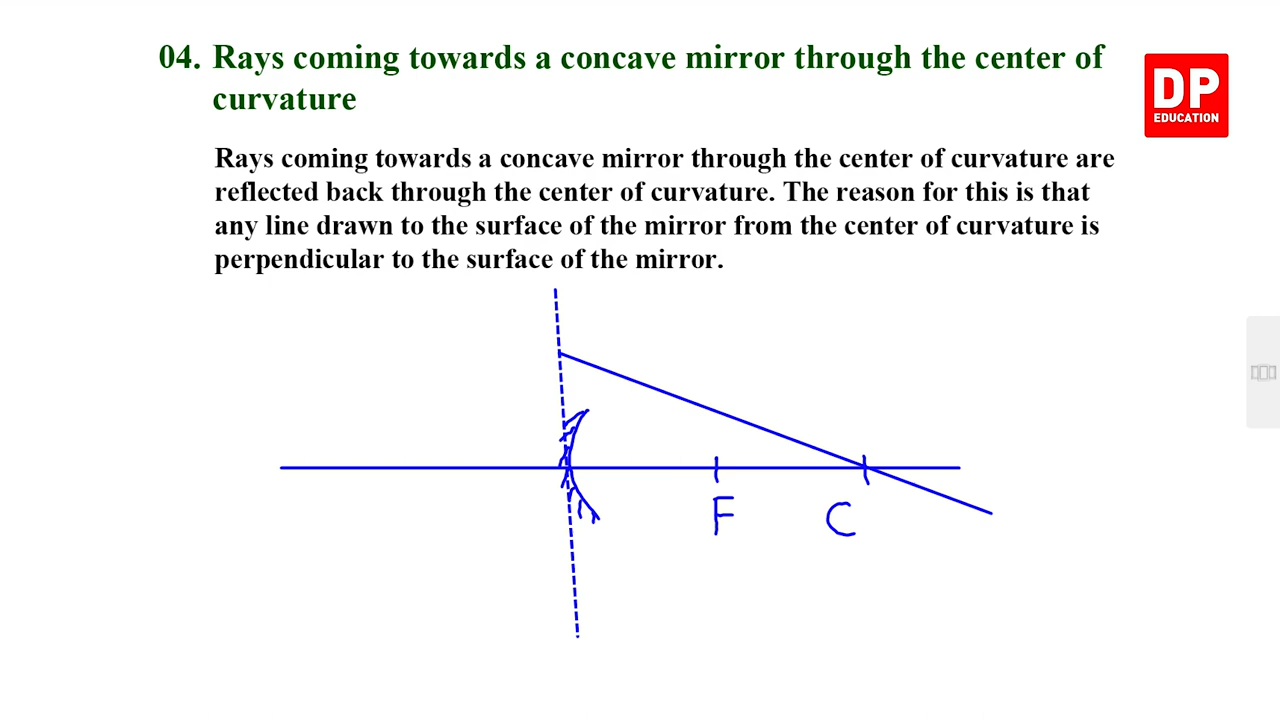 04. Rays coming towards a concave mirror through the center of
curvature
DP
EDUCATION
Rays coming towards a concave mirror through the center of curvature are
reflected back through the center of curvature. The reason for this is that
any line drawn to the surface of the mirror from the center of curvature is
perpendicular to the surface of the mirror.
F
C